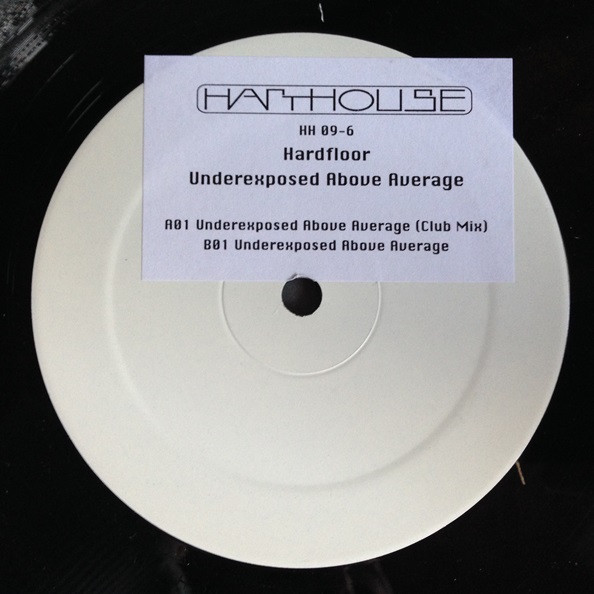 HARTHOUSE
HH 09-6
Hardfloor
Underexposed Above Average
A01 Underexposed Above Average (Club Mix)
B01 Underexposed Above Average